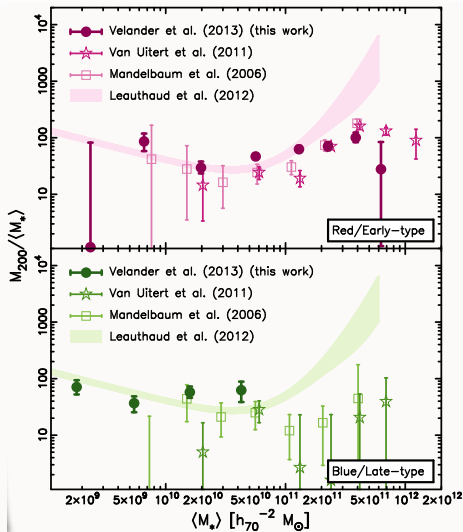 10⁴
Velander et al. (2013) (this work)
Van Uitert et al. (2011)
1000
Mandelbaum et al. (2006)
Leauthaud et al. (2012)
100
10
Red/Early-type
M₂₀₀/⟨M*⟩
10⁴
Velander et al. (2013) (this work)
Van Uitert et al. (2011)
1000
Mandelbaum et al. (2006)
Leauthaud et al. (2012)
100
10
Blue/Late-type
2×10⁹ 5×10⁹ 10¹⁰ 2×10¹⁰ 5×10¹⁰ 10¹¹ 2×10¹¹ 5×10¹¹ 10¹² 2×10¹²
⟨M*⟩ [h₇₀⁻² M⊙]